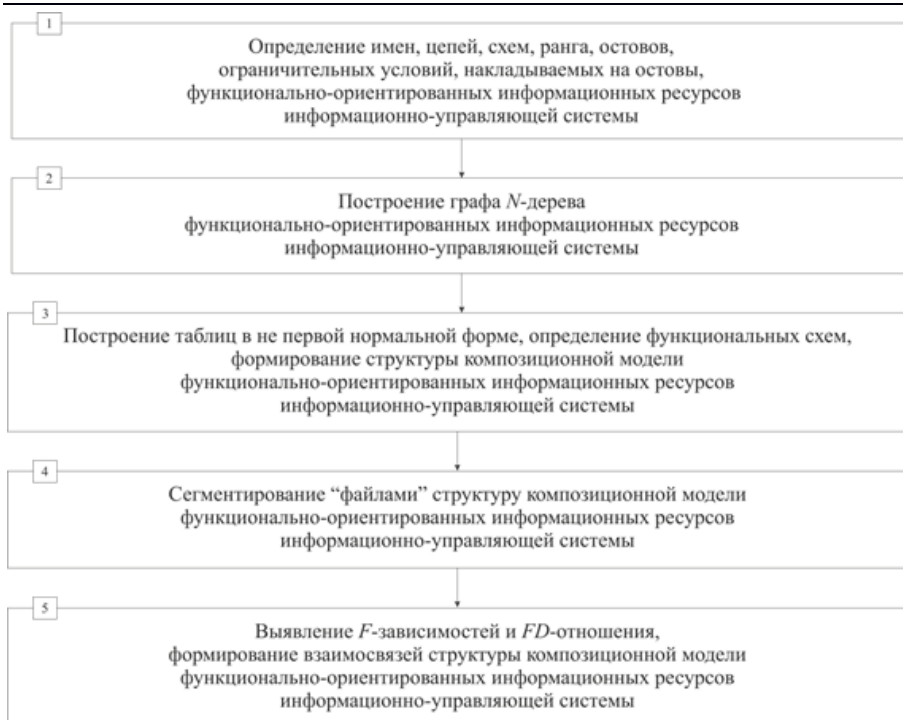 1
Определение имен, цепей, схем, ранга, остовов,
ограничительных условий, накладываемых на остовы,
функционально-ориентированных информационных ресурсов
информационно-управляющей системы
2
Построение графа N-дерева
функционально-ориентированных информационных ресурсов
информационно-управляющей системы
3
Построение таблиц в не первой нормальной форме, определение функциональных схем,
формирование структуры композиционной модели
функционально-ориентированных информационных ресурсов
информационно-управляющей системы
4
Сегментирование “файлами” структуру композиционной модели
функционально-ориентированных информационных ресурсов
информационно-управляющей системы
5
Выявление F-зависимостей и FD-отношения,
формирование взаимосвязей структуры композиционной модели
функционально-ориентированных информационных ресурсов
информационно-управляющей системы